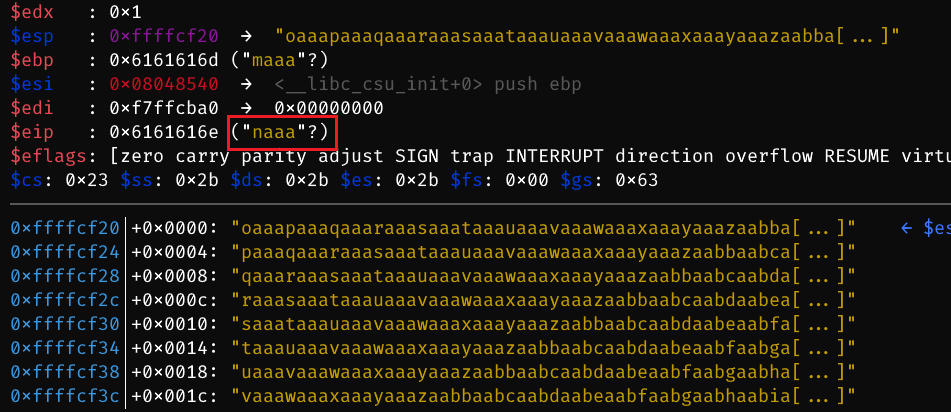 $edx   : 0x1
$esp   : 0xffffcf20  →  "oaaapaaaqaaaraaasaaataaauaaavaaawaaaxaaayaaazaabba[...]"
$ebp   : 0x6161616d ("maaa"?)
$esi   : 0x08048540  →  <__libc_csu_init+0> push ebp
$edi   : 0xf7ffcba0  →  0x00000000
$eip   : 0x6161616e ("naaa"?)
$eflags: [zero carry parity adjust SIGN trap INTERRUPT direction overflow RESUME virtu
$cs: 0x23 $ss: 0x2b $ds: 0x2b $es: 0x2b $fs: 0x00 $gs: 0x63
0xffffcf20│+0x0000: "oaaapaaaqaaaraaasaaataaauaaavaaawaaaxaaayaaazaabba[...]"    ← $es
0xffffcf24│+0x0004: "paaaqaaaraaasaaataaauaaavaaawaaaxaaayaaazaabbaabca[...]"
0xffffcf28│+0x0008: "qaaaraaasaaataaauaaavaaawaaaxaaayaaazaabbaabcaabda[...]"
0xffffcf2c│+0x000c: "raaasaaataaauaaavaaawaaaxaaayaaazaabbaabcaabdaabea[...]"
0xffffcf30│+0x0010: "saaataaauaaavaaawaaaxaaayaaazaabbaabcaabdaabeaabfa[...]"
0xffffcf34│+0x0014: "taaauaaavaaawaaaxaaayaaazaabbaabcaabdaabeaabfaabga[...]"
0xffffcf38│+0x0018: "uaaavaaawaaaxaaayaaazaabbaabcaabdaabeaabfaabgaabha[...]"
0xffffcf3c│+0x001c: "vaaawaaaxaaayaaazaabbaabcaabdaabeaabfaabgaabhaabia[...]"